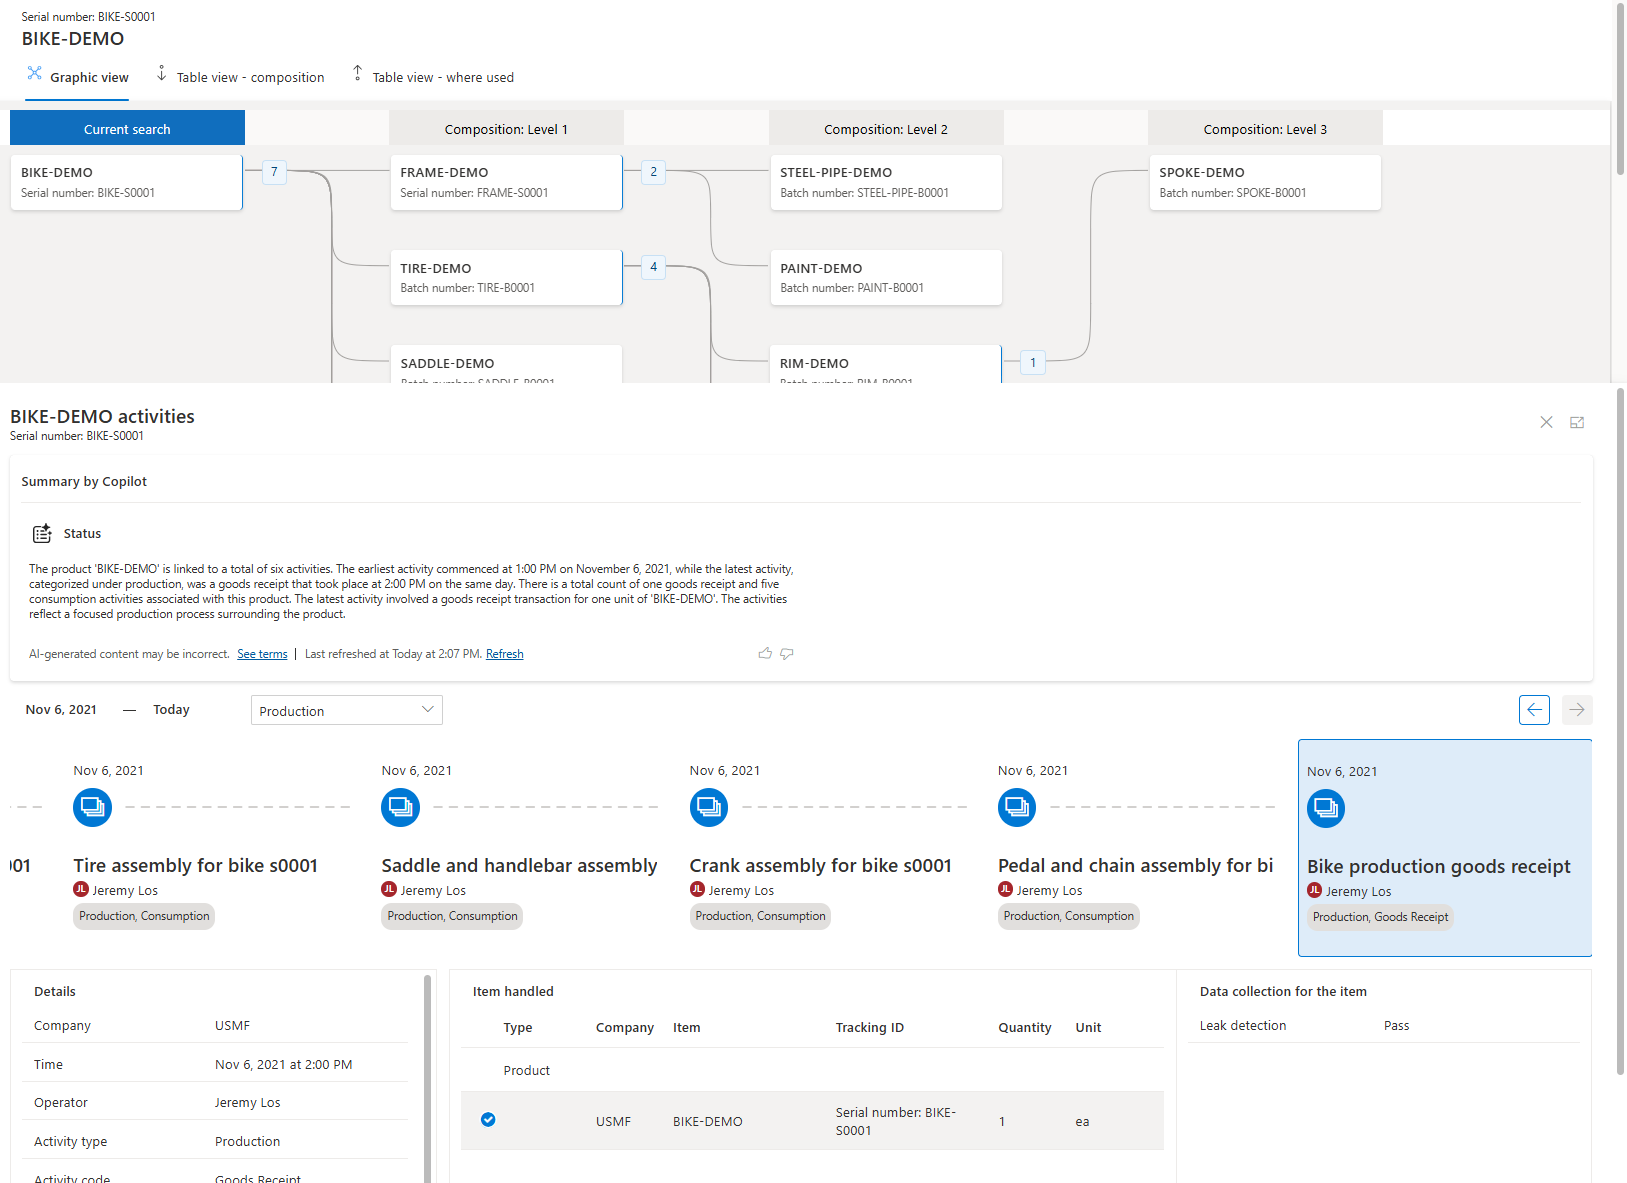 Serial number: BIKE-S0001
BIKE-DEMO
Graphic view
Table view - composition
Table view - where used
Current search
Composition: Level 1
Composition: Level 2
Composition: Level 3
BIKE-DEMO
Serial number: BIKE-S0001
7
FRAME-DEMO
Serial number: FRAME-S0001
2
STEEL-PIPE-DEMO
Batch number: STEEL-PIPE-B0001
SPOKE-DEMO
Batch number: SPOKE-B0001
TIRE-DEMO
Batch number: TIRE-B0001
4
PAINT-DEMO
Batch number: PAINT-B0001
SADDLE-DEMO
Batch number: SADDLE-B0001
RIM-DEMO
Batch number: RIM-B0001
1
BIKE-DEMO activities
Serial number: BIKE-S0001
Summary by Copilot
Status
The product 'BIKE-DEMO' is linked to a total of six activities. The earliest activity commenced at 1:00 PM on November 6, 2021, while the latest activity,
categorized under production, was a goods receipt that took place at 2:00 PM on the same day. There is a total count of one goods receipt and five
consumption activities associated with this product. The latest activity involved a goods receipt transaction for one unit of 'BIKE-DEMO'. The activities
reflect a focused production process surrounding the product.
AI-generated content may be incorrect. See terms | Last refreshed at Today at 2:07 PM. Refresh
Nov 6, 2021 — Today
Production
001
Nov 6, 2021
Tire assembly for bike s0001
JL Jeremy Los
Production, Consumption
Nov 6, 2021
Saddle and handlebar assembly
JL Jeremy Los
Production, Consumption
Nov 6, 2021
Crank assembly for bike s0001
JL Jeremy Los
Production, Consumption
Nov 6, 2021
Pedal and chain assembly for bi
JL Jeremy Los
Production, Consumption
Nov 6, 2021
Bike production goods receipt
JL Jeremy Los
Production, Goods Receipt
Details
Company USMF
Time Nov 6, 2021 at 2:00 PM
Operator Jeremy Los
Activity type Production
Activity code Goods Receipt
Item handled
Type Company Item Tracking ID Quantity Unit
Product
USMF BIKE-DEMO Serial number: BIKE-
S0001 1 ea
Data collection for the item
Leak detection Pass